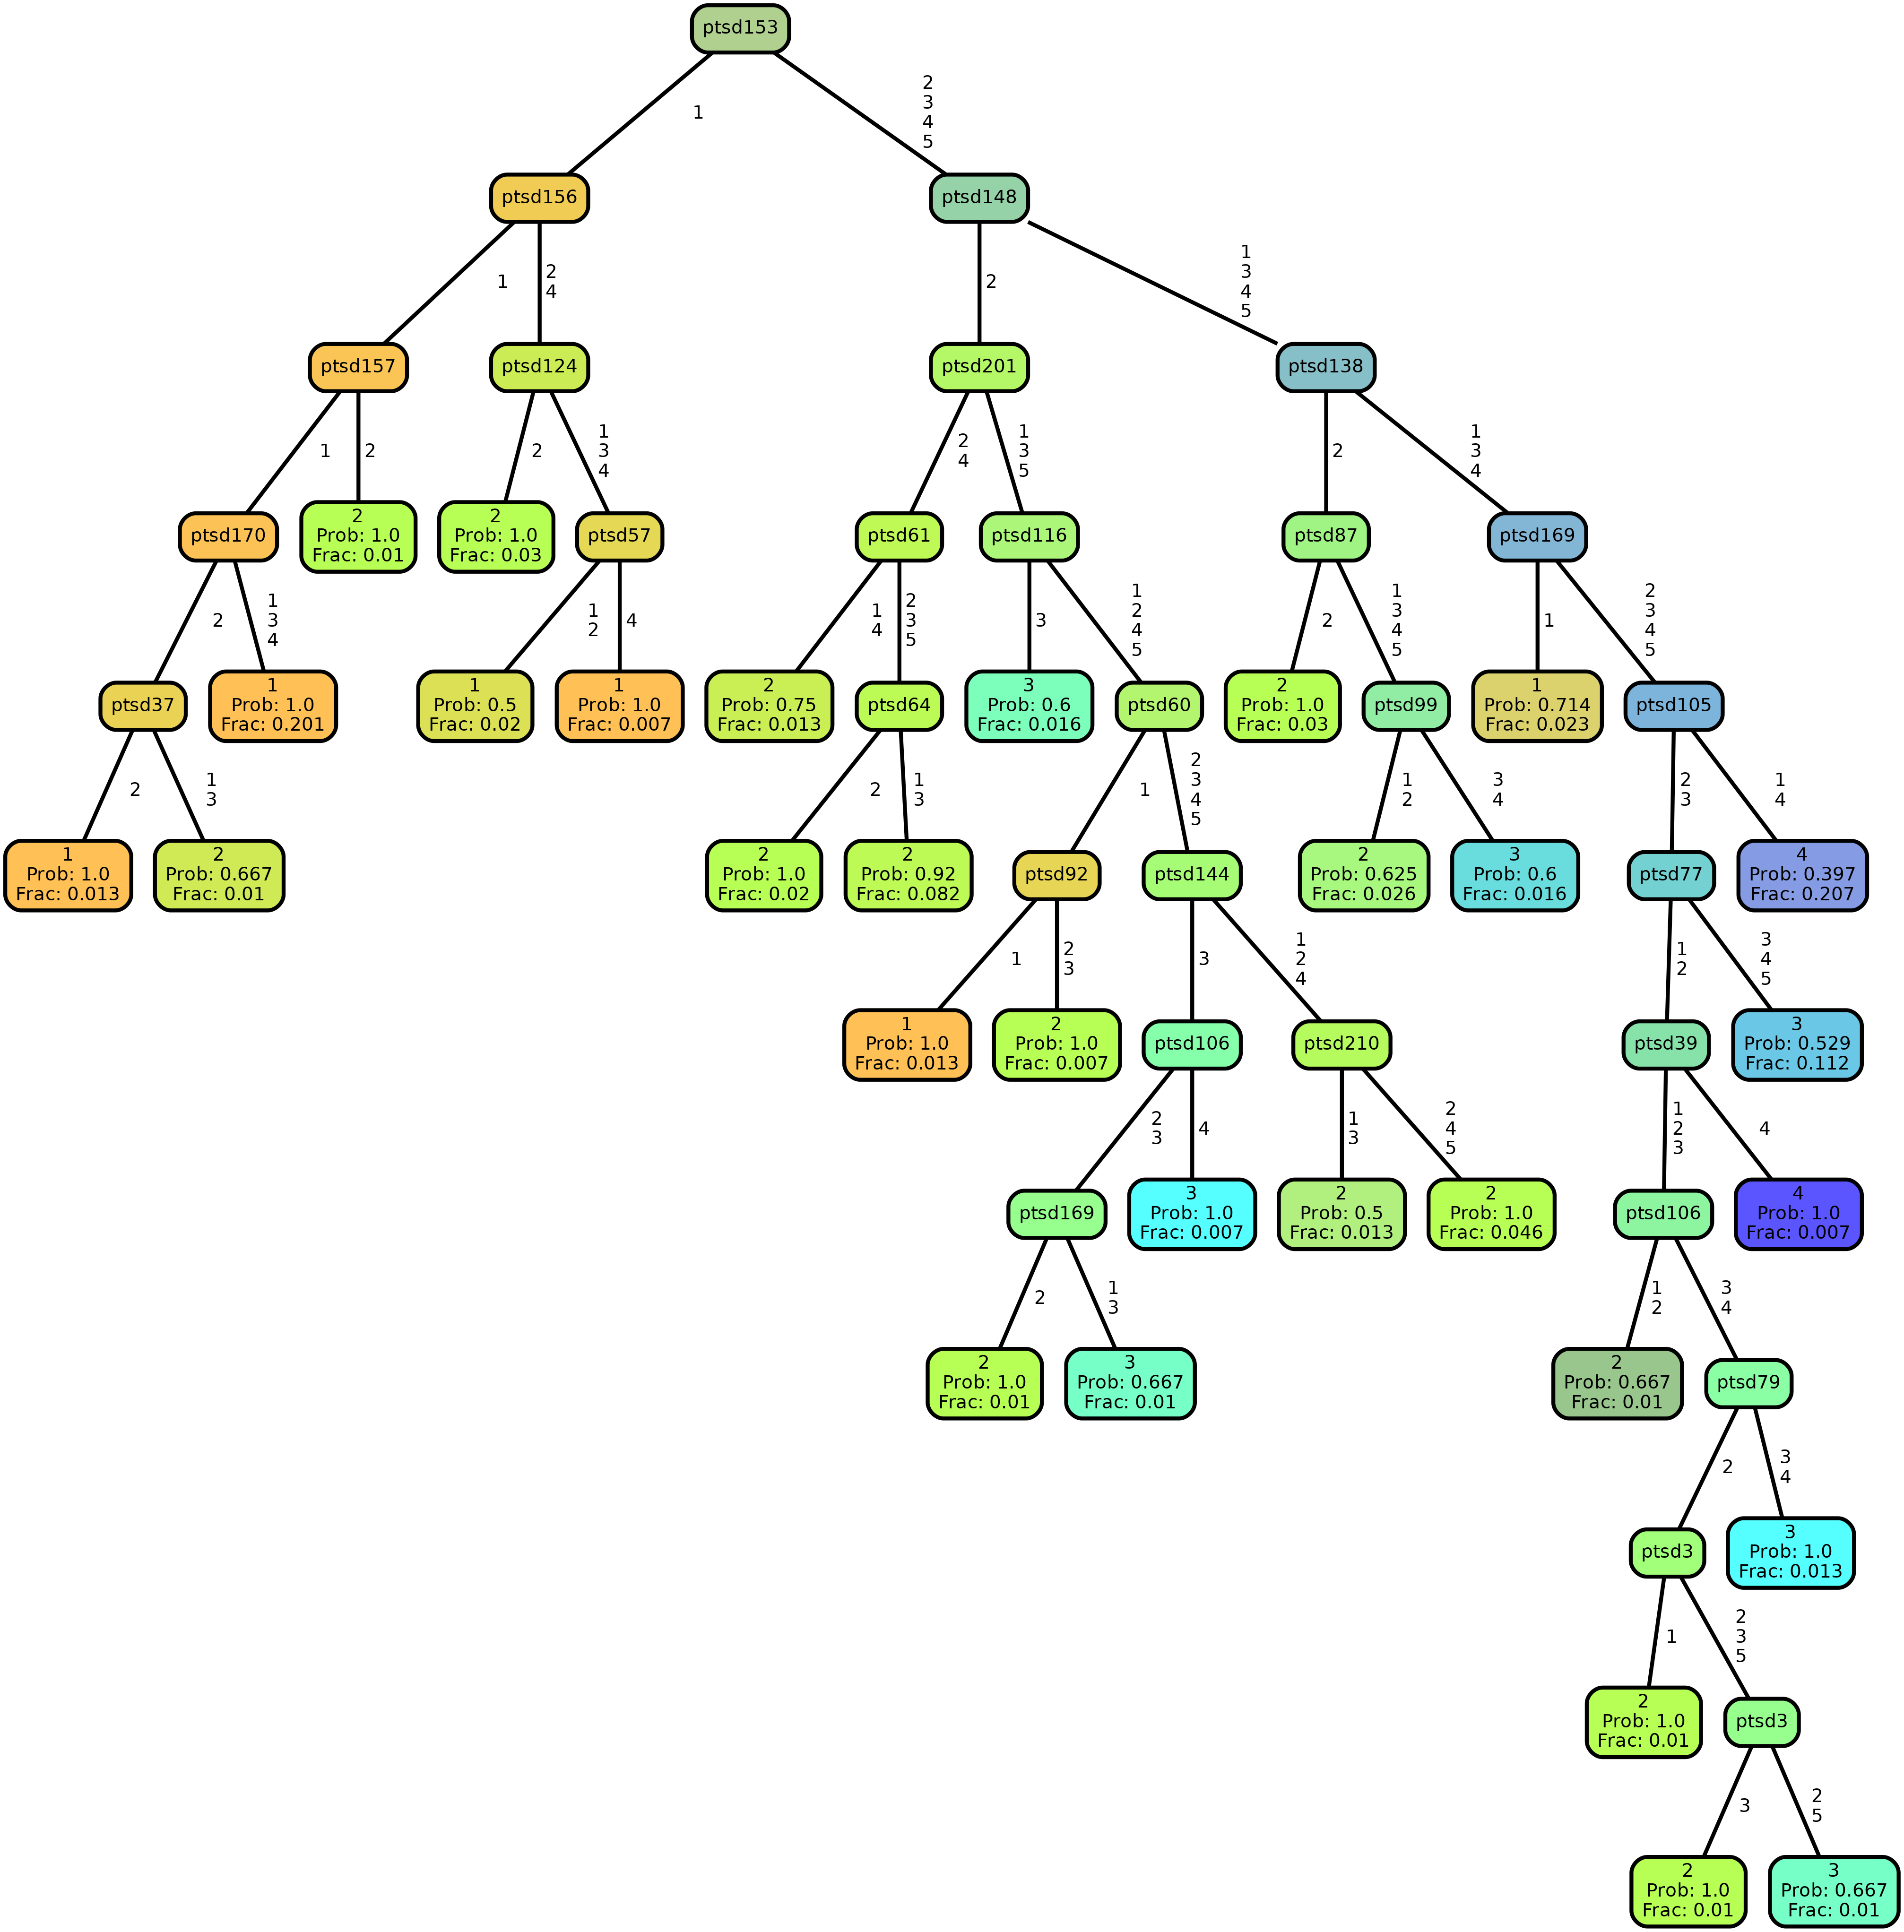 ptsd153
1
2
3
4
5
ptsd156
ptsd148
1
2
4
2
1
3
4
5
ptsd157
ptsd124
ptsd201
ptsd138
1
2
2
1
3
4
2
4
1
3
5
2
1
3
4
ptsd170
2
Prob: 1.0
Frac: 0.01
2
Prob: 1.0
Frac: 0.03
ptsd57
ptsd61
ptsd116
ptsd87
ptsd169
2
1
3
4
1
2
4
1
4
2
3
5
3
1
2
4
5
2
1
3
4
5
1
2
3
4
5
ptsd37
1
Prob: 1.0
Frac: 0.201
1
Prob: 0.5
Frac: 0.02
1
Prob: 1.0
Frac: 0.007
2
Prob: 0.75
Frac: 0.013
ptsd64
3
Prob: 0.6
Frac: 0.016
ptsd60
2
Prob: 1.0
Frac: 0.03
ptsd99
1
Prob: 0.714
Frac: 0.023
ptsd105
2
1
3
2
1
3
1
2
3
4
5
1
2
3
4
2
3
1
4
1
Prob: 1.0
Frac: 0.013
2
Prob: 0.667
Frac: 0.01
2
Prob: 1.0
Frac: 0.02
2
Prob: 0.92
Frac: 0.082
ptsd92
ptsd144
2
Prob: 0.625
Frac: 0.026
3
Prob: 0.6
Frac: 0.016
ptsd77
4
Prob: 0.397
Frac: 0.207
1
2
3
3
1
2
4
1
2
3
4
5
1
Prob: 1.0
Frac: 0.013
2
Prob: 1.0
Frac: 0.007
ptsd106
ptsd210
ptsd39
3
Prob: 0.529
Frac: 0.112
2
3
4
1
3
2
4
5
1
2
3
4
ptsd169
3
Prob: 1.0
Frac: 0.007
2
Prob: 0.5
Frac: 0.013
2
Prob: 1.0
Frac: 0.046
ptsd106
4
Prob: 1.0
Frac: 0.007
2
1
3
1
2
3
4
2
Prob: 1.0
Frac: 0.01
3
Prob: 0.667
Frac: 0.01
2
Prob: 0.667
Frac: 0.01
ptsd79
2
3
4
ptsd3
3
Prob: 1.0
Frac: 0.013
1
2
3
5
2
Prob: 1.0
Frac: 0.01
ptsd3
3
2
5
2
Prob: 1.0
Frac: 0.01
3
Prob: 0.667
Frac: 0.01